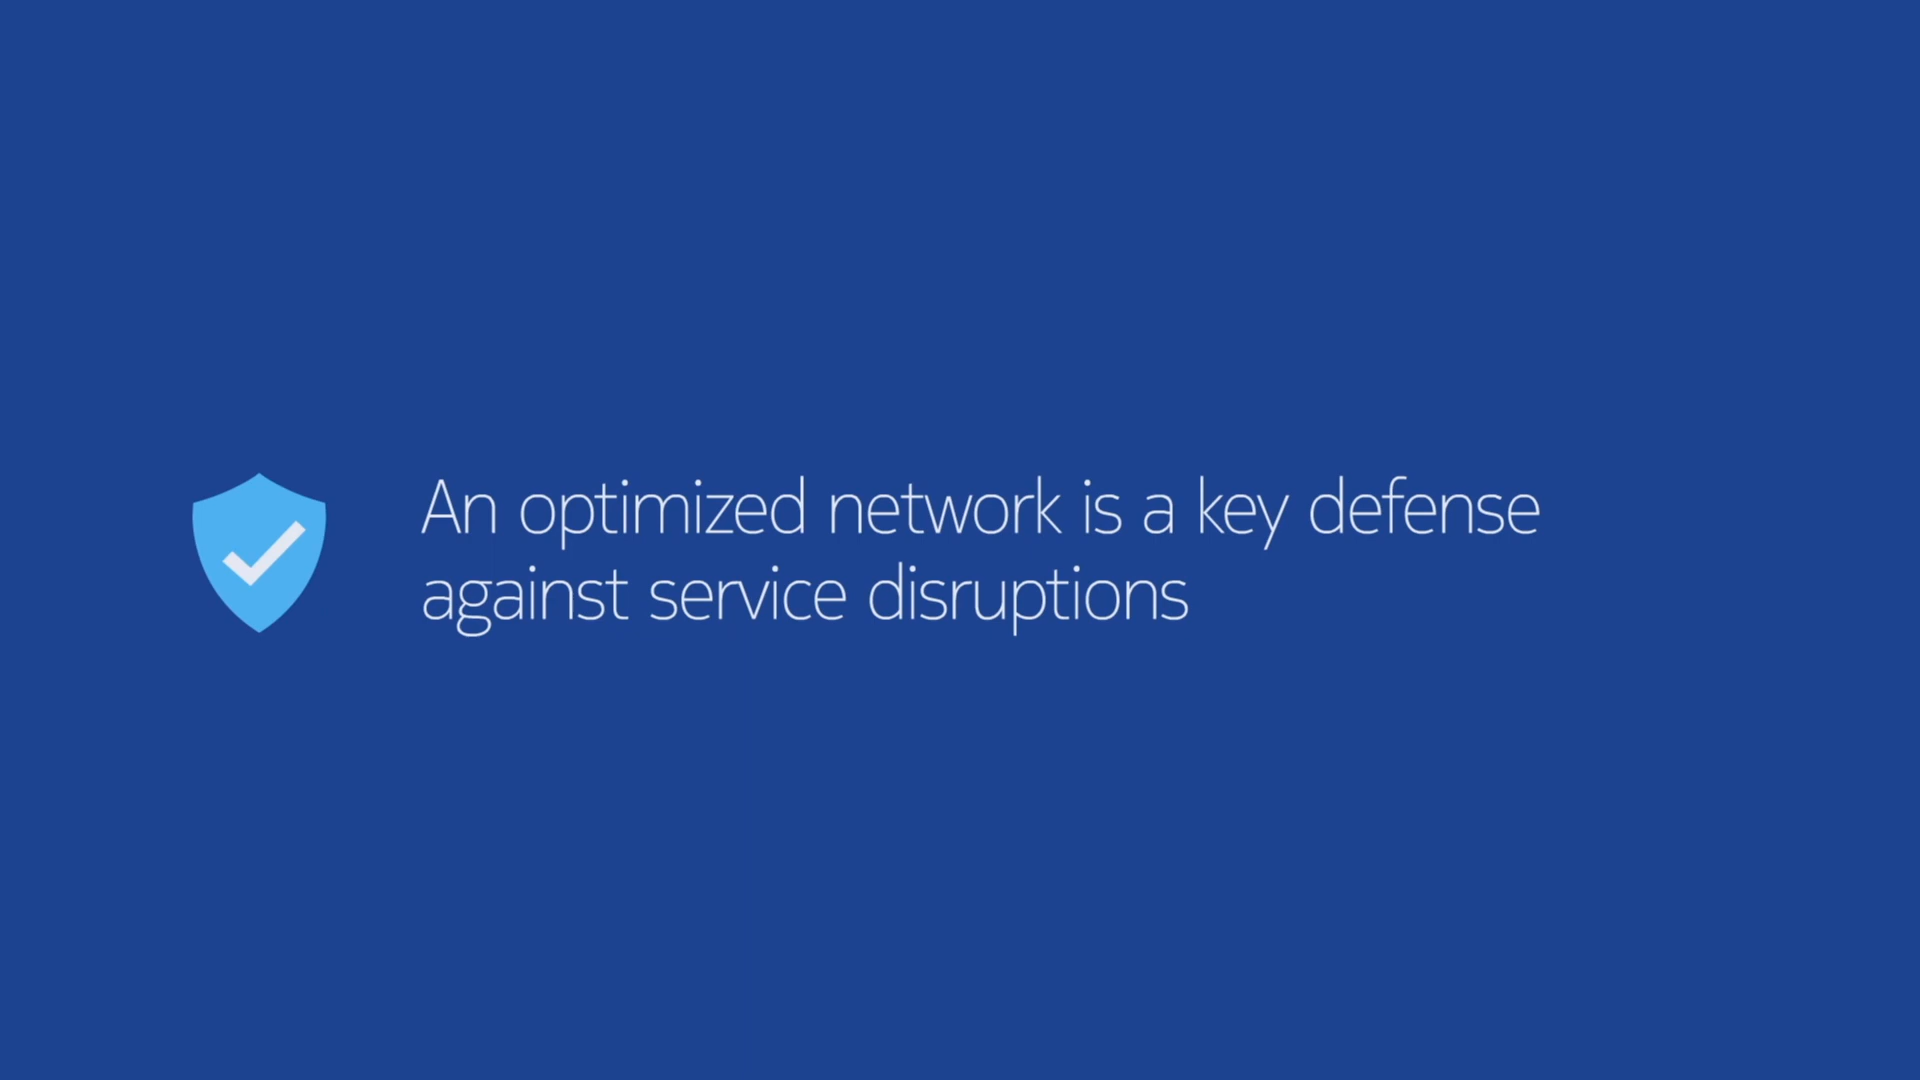 An optimized network is a key defense
against service disruptions